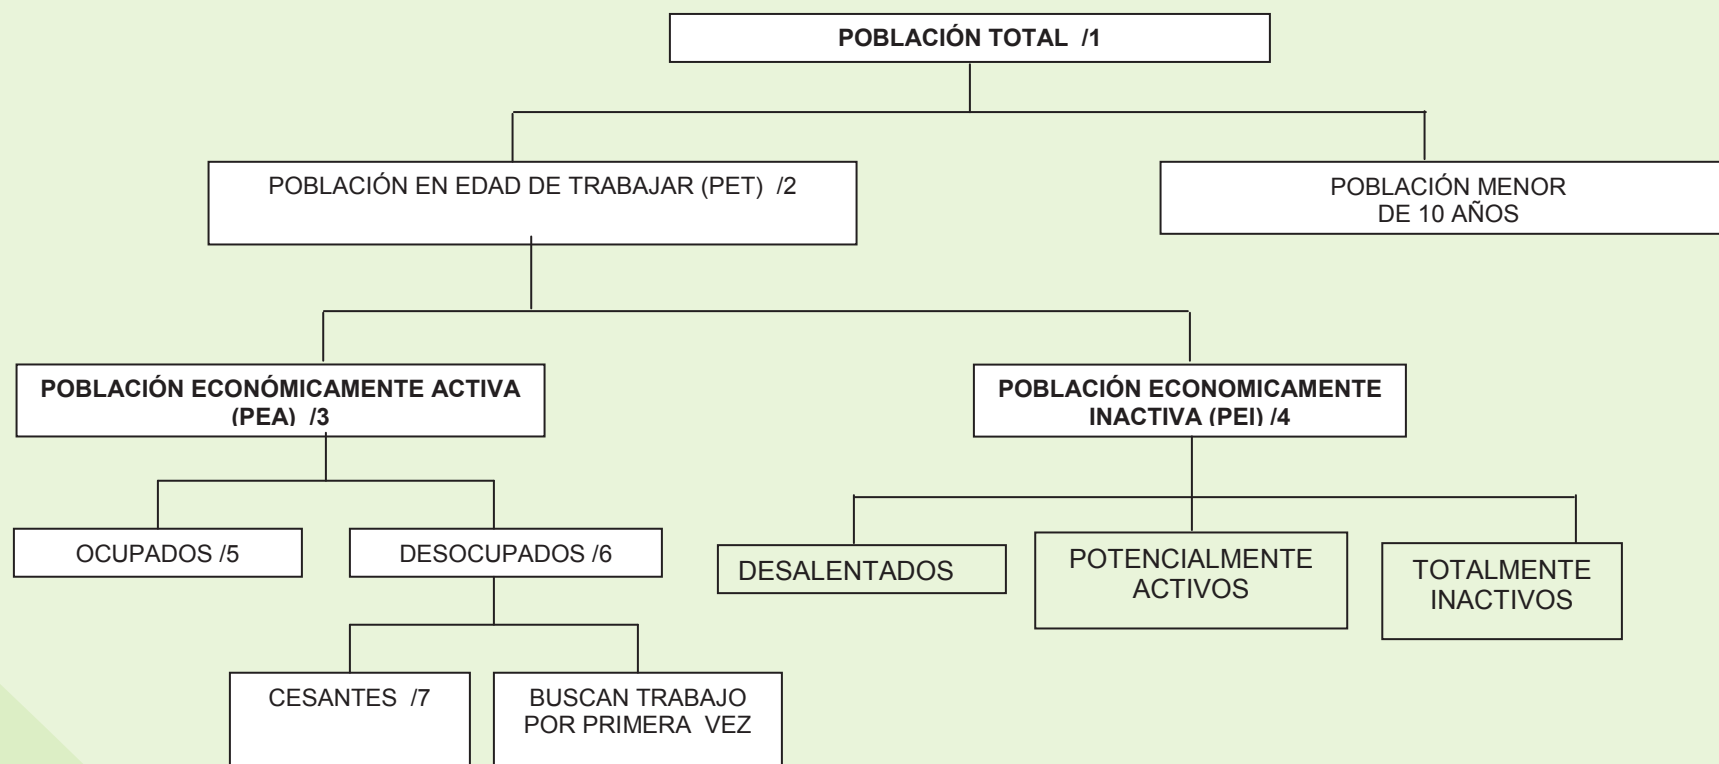 POBLACIÓN TOTAL /1
POBLACIÓN EN EDAD DE TRABAJAR (PET) /2
POBLACIÓN MENOR
DE 10 AÑOS
POBLACIÓN ECONÓMICAMENTE ACTIVA
(PEA) /3
POBLACIÓN ECONOMICAMENTE
INACTIVA (PEI) /4
OCUPADOS /5
DESOCUPADOS /6
DESALENTADOS
POTENCIALMENTE
ACTIVOS
TOTALMENTE
INACTIVOS
CESANTES /7
BUSCAN TRABAJO
POR PRIMERA VEZ